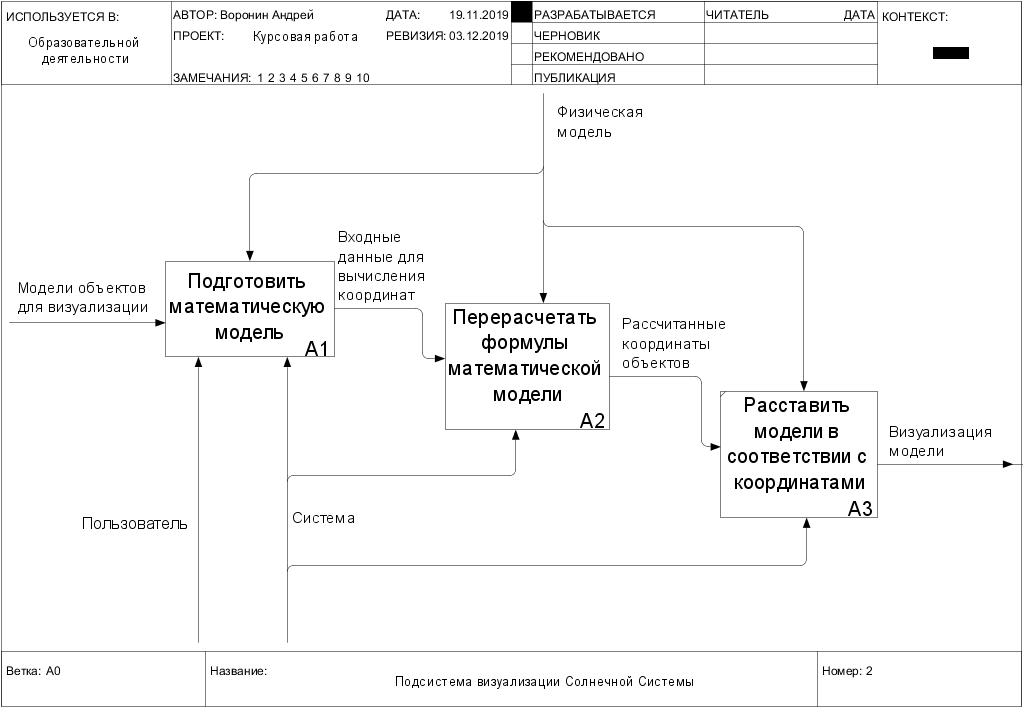 ИСПОЛЬЗУЕТСЯ В:
Образовательной
деятельности
АВТОР: Воронин Андрей
ДАТА: 19.11.2019
ПРОЕКТ: Курсовая работа
РЕВИЗИЯ: 03.12.2019
ЗАМЕЧАНИЯ: 1 2 3 4 5 6 7 8 9 10
РАЗРАБАТЫВАЕТСЯ
ЧЕРНОВИК
РЕКОМЕНДОВАНО
ПУБЛИКАЦИЯ
ЧИТАТЕЛЬ ДАТА
КОНТЕКСТ:
Физическая
модель
Модели объектов
для визуализации
Подготовить
математическую
модель
A1
Входные
данные для
вычисления
координат
Перерасчетать
формулы
математической
модели
A2
Рассчитанные
координаты
объектов
Расставить
модели в
соответствии с
координатами
A3
Визуализация
модели
Пользователь
Система
Ветка: A0
Название:
Подсистема визуализации Солнечной Системы
Номер: 2